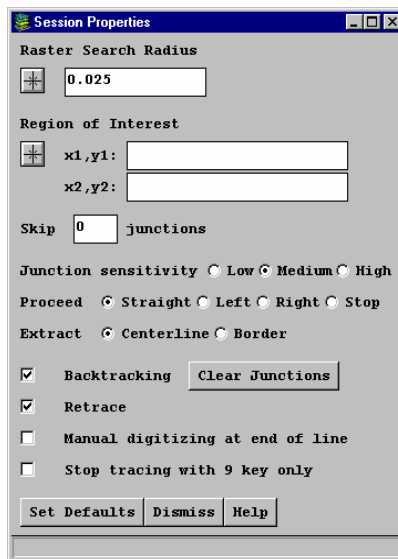 Session Properties
Raster Search Radius
0.025
Region of Interest
x1,y1:
x2,y2:
Skip 0 junctions
Junction sensitivity Low Medium High
Proceed Straight Left Right Stop
Extract Centerline Border
Backtracking Clear Junctions
Retrace
Manual digitizing at end of line
Stop tracing with 9 key only
Set Defaults Dismiss Help